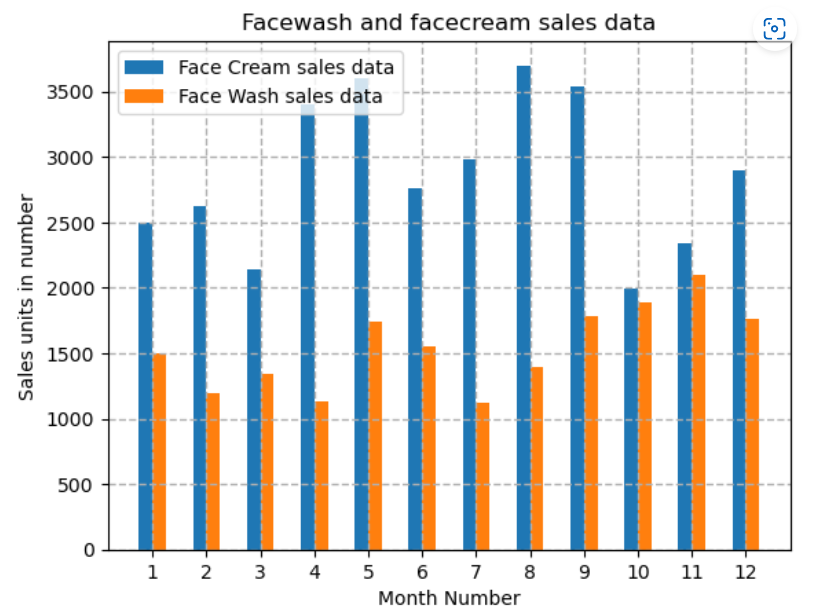 Facewash and facecream sales data
Face Cream sales data
Face Wash sales data
3500
3000
2500
2000
1500
1000
500
0
Sales units in number
1 2 3 4 5 6 7 8 9 10 11 12
Month Number